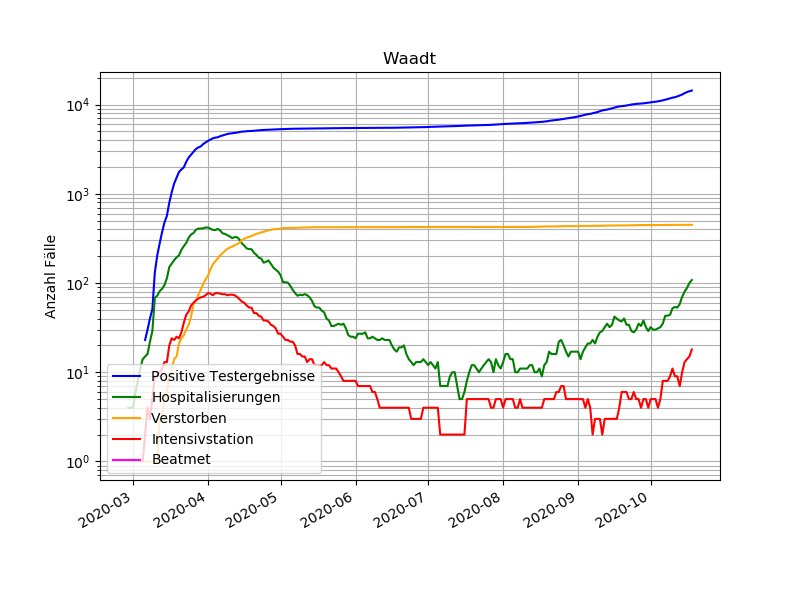 Waadt
Anzahl Fälle
10^4
10^3
10^2
10^1
10^0
Positive Testergebnisse
Hospitalisierungen
Verstorben
Intensivstation
Beatmet
2020-03
2020-04
2020-05
2020-06
2020-07
2020-08
2020-09
2020-10